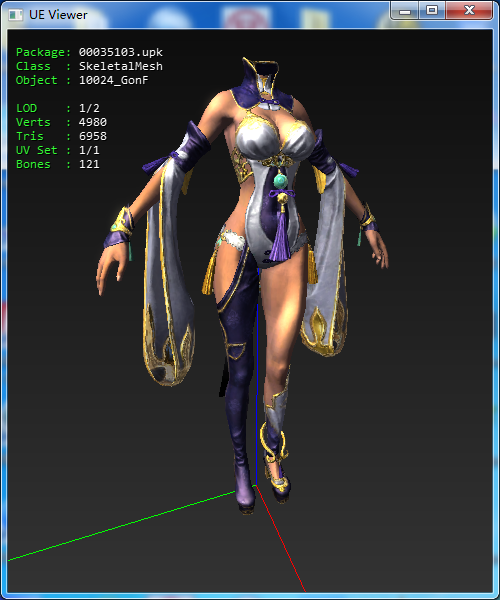 UE Viewer
Package: 00035103.upk
Class : SkeletalMesh
Object : 10024_GonF
LOD : 1/2
Verts : 4980
Tris : 6958
UV Set : 1/1
Bones : 121